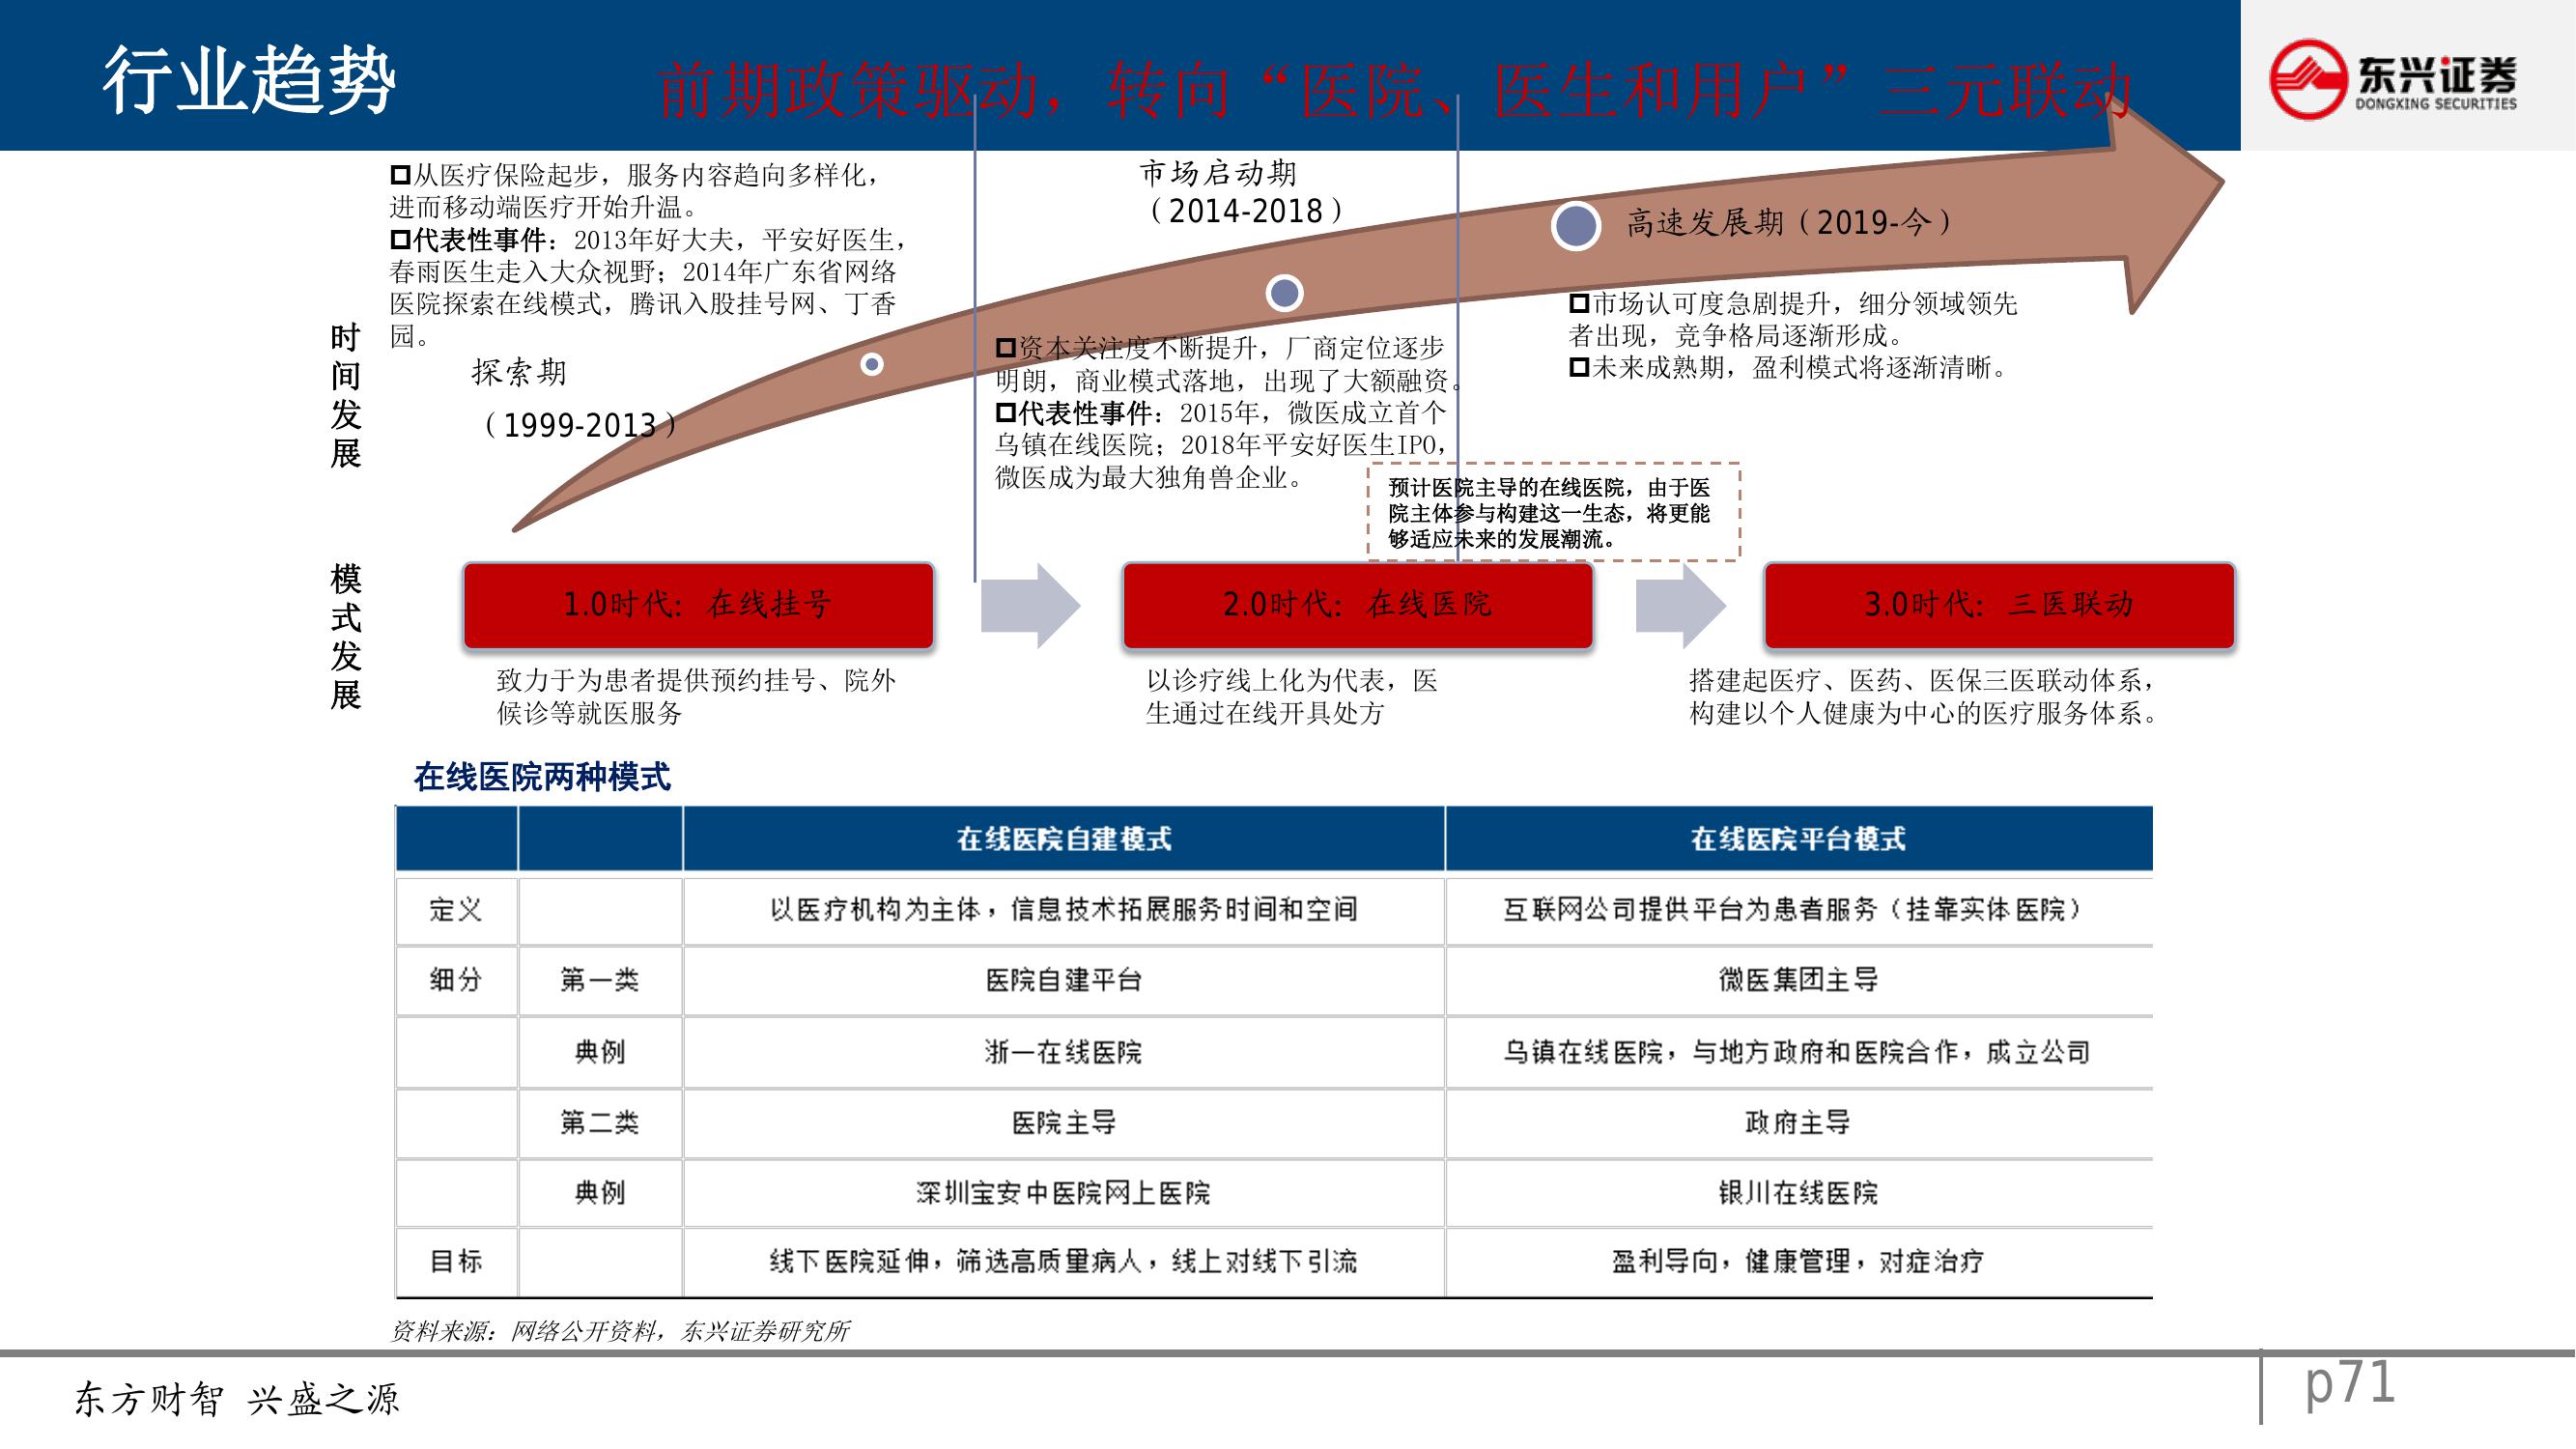 行业趋势
前期政策驱动，转向“医院、医生和用户”三元联动
东兴证券
DONGXING SECURITIES
时间发展
从医疗保险起步，服务内容趋向多样化，
进而移动端医疗开始升温。
代表性事件：2013年好大夫，平安好医生，
春雨医生走入大众视野；2014年广东省网络
医院探索在线模式，腾讯入股挂号网、丁香
园。
探索期
（1999-2013）
市场启动期
（2014-2018）
资本关注度不断提升，厂商定位逐步
明朗，商业模式落地，出现了大额融资。
代表性事件：2015年，微医成立首个
乌镇在线医院；2018年平安好医生IPO，
微医成为最大独角兽企业。
高速发展期（2019-今）
市场认可度急剧提升，细分领域领先
者出现，竞争格局逐渐形成。
未来成熟期，盈利模式将逐渐清晰。
预计医院主导的在线医院，由于医
院主体参与构建这一生态，将更能
够适应未来的发展潮流。
模式发展
1.0时代：在线挂号
2.0时代：在线医院
3.0时代：三医联动
致力于为患者提供预约挂号、院外
候诊等就医服务
以诊疗线上化为代表，医
生通过在线开具处方
搭建起医疗、医药、医保三医联动体系，
构建以个人健康为中心的医疗服务体系。
在线医院两种模式
在线医院自建模式 在线医院平台模式
定义 以医疗机构为主体，信息技术拓展服务时间和空间 互联网公司提供平台为患者服务（挂靠实体医院）
细分 第一类 医院自建平台 微医集团主导
典例 浙一在线医院 乌镇在线医院，与地方政府和医院合作，成立公司
第二类 医院主导 政府主导
典例 深圳宝安中医院网上医院 银川在线医院
目标 线下医院延伸，筛选高质量病人，线上对线下引流 盈利导向，健康管理，对症治疗
资料来源：网络公开资料，东兴证券研究所
东方财智 兴盛之源
p71